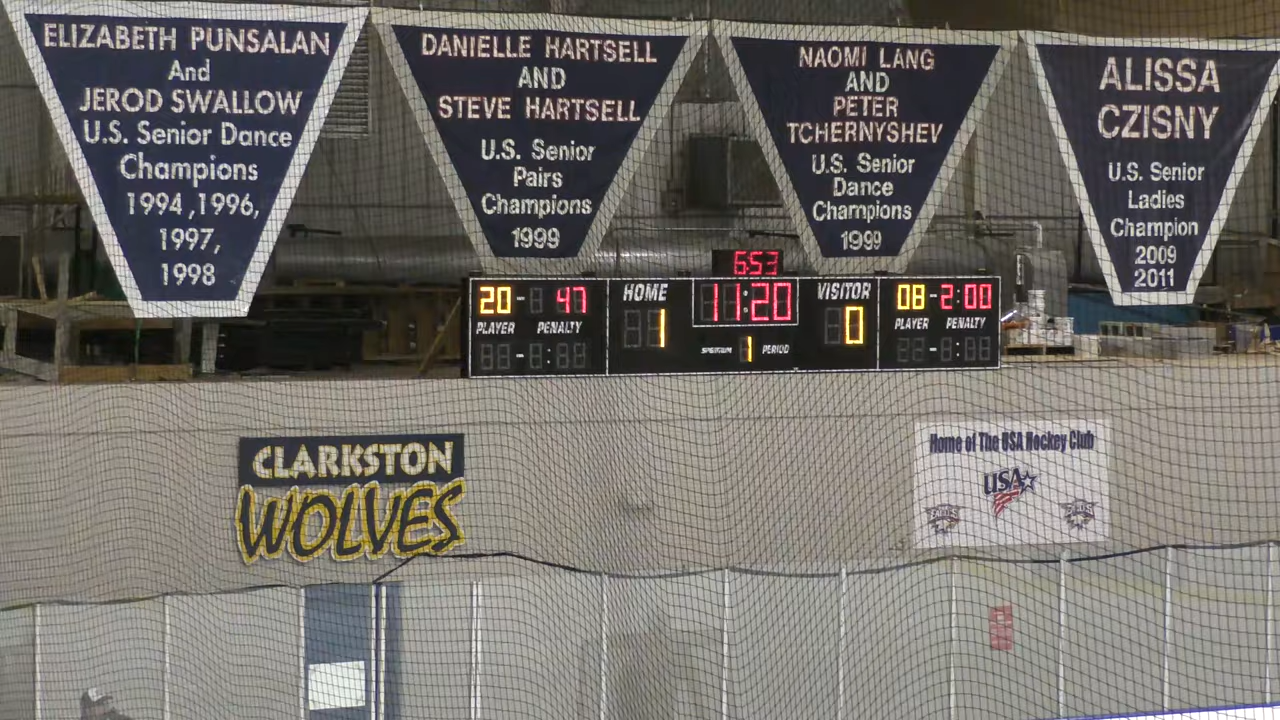 ELIZABETH PUNSALAN
And
JEROD SWALLOW
U.S. Senior Dance
Champions
1994,1996,
1997,
1998
DANIELLE HARTSELL
AND
STEVE HARTSELL
U.S. Senior
Pairs
Champions
1999
NAOMI LANG
AND
PETER
TCHERNYSHEV
U.S. Senior
Dance
Champions
1999
ALISSA
CZISNY
U.S. Senior
Ladies
Champion
2009
2011
6:53
20 - 47
PLAYER PENALTY
HOME
1
11:20
SPECTRUM 1 PERIOD
VISITOR
0
08 - 2:00
PLAYER PENALTY
CLARKSTON
WOLVES
Home of The USA Hockey Club
USA
EAGLES